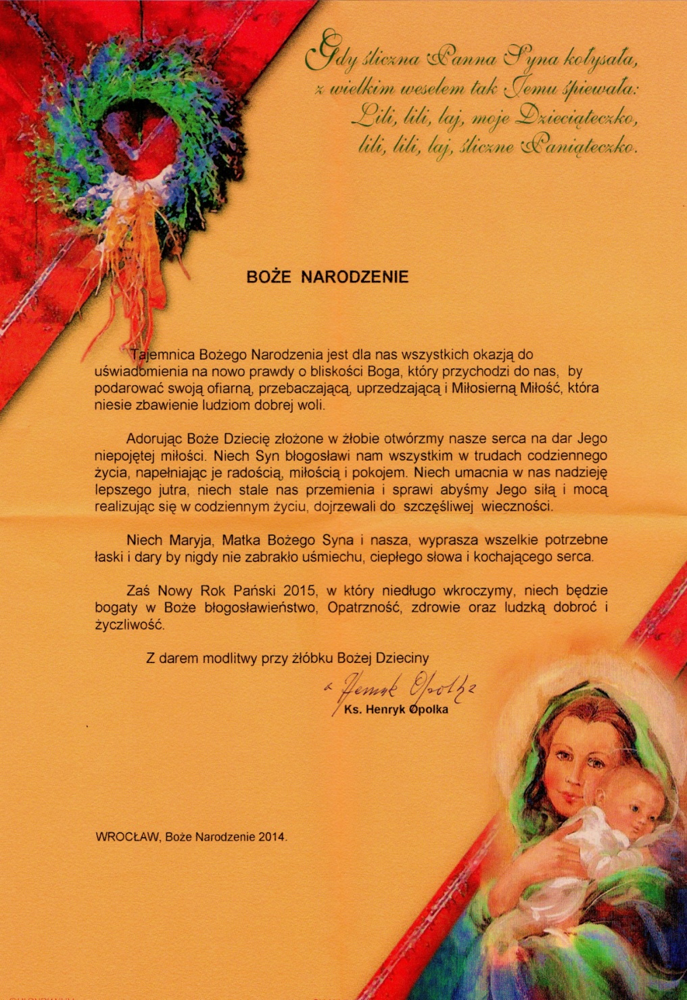 Gdy śliczna Panna Syna kołysała,
z wielkim weselem tak Jemu śpiewała:
Lili, lili, laj, moje Dzieciąteczko,
lili, lili, laj, śliczne Paniąteczko.
BOŻE NARODZENIE
Tajemnica Bożego Narodzenia jest dla nas wszystkich okazją do
uświadomienia na nowo prawdy o bliskości Boga, który przychodzi do nas, by
podarować swoją ofiarną, przebaczającą, uprzedzającą i Miłosierną Miłość, która
niesie zbawienie ludziom dobrej woli.
Adorując Boże Dziecię złożone w żłobie otwórzmy nasze serca na dar Jego
niepojętej miłości. Niech Syn błogosławi nam wszystkim w trudach codziennego
życia, napełniając je radością, miłością i pokojem. Niech umacnia w nas nadzieję
lepszego jutra, niech stale nas przemienia i sprawi abyśmy Jego siłą i mocą
realizując się w codziennym życiu, dojrzewali do szczęśliwej wieczności.
Niech Maryja, Matka Bożego Syna i nasza, wyprasza wszelkie potrzebne
łaski i dary by nigdy nie zabrakło uśmiechu, ciepłego słowa i kochającego serca.
Zaś Nowy Rok Pański 2015, w który niedługo wkroczymy, niech będzie
bogaty w Boże błogosławieństwo, Opatrzność, zdrowie oraz ludzką dobroć i
życzliwość.
Z darem modlitwy przy żłóbku Bożej Dzieciny
Henryk Opolka
Ks. Henryk Opolka
WROCŁAW, Boże Narodzenie 2014.